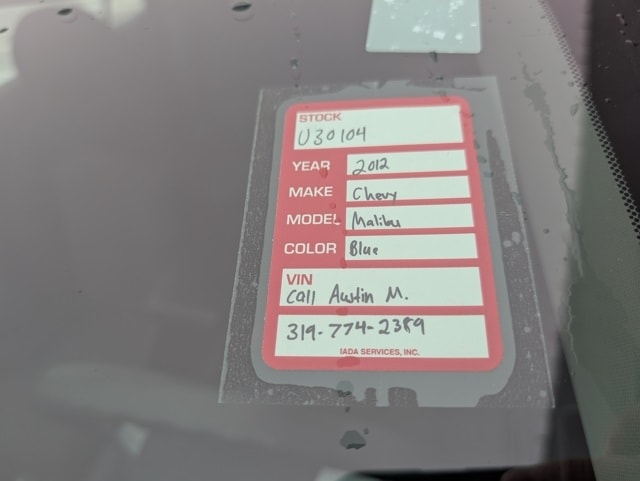 STOCK
U30104
YEAR 2012
MAKE Chevy
MODEL Malibu
COLOR Blue
VIN
Call Austin M.
319-774-2389
IADA SERVICES, INC.